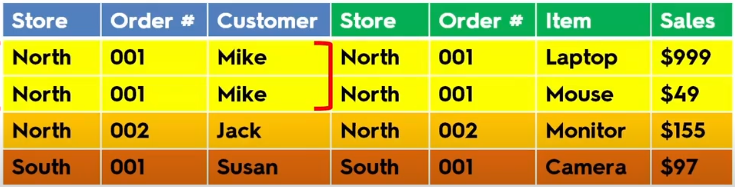 Store Order # Customer Store Order # Item Sales
North 001 Mike North 001 Laptop $999
North 001 Mike North 001 Mouse $49
North 002 Jack North 002 Monitor $155
South 001 Susan South 001 Camera $97